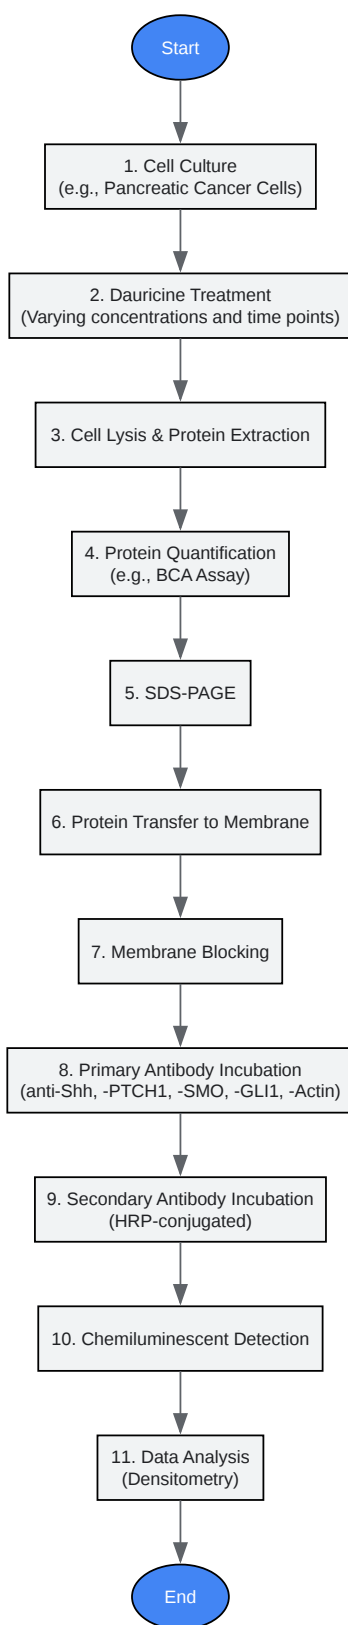 Start
1. Cell Culture
(e.g., Pancreatic Cancer Cells)
2. Dauricine Treatment
(Varying concentrations and time points)
3. Cell Lysis & Protein Extraction
4. Protein Quantification
(e.g., BCA Assay)
5. SDS-PAGE
6. Protein Transfer to Membrane
7. Membrane Blocking
8. Primary Antibody Incubation
(anti-Shh, -PTCH1, -SMO, -GLI1, -Actin)
9. Secondary Antibody Incubation
(HRP-conjugated)
10. Chemiluminescent Detection
11. Data Analysis
(Densitometry)
End